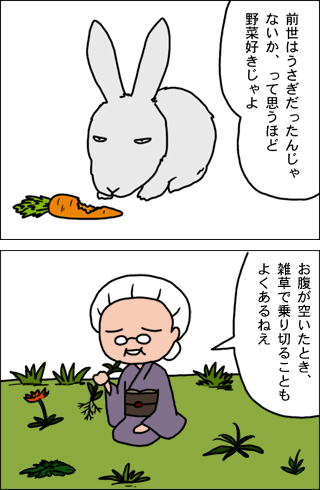 前世はうさぎだったんじゃ
ないか、って思うほど
野菜好きじゃよ
お腹が空いたとき、
雑草で乗り切ることも
よくあるねえ